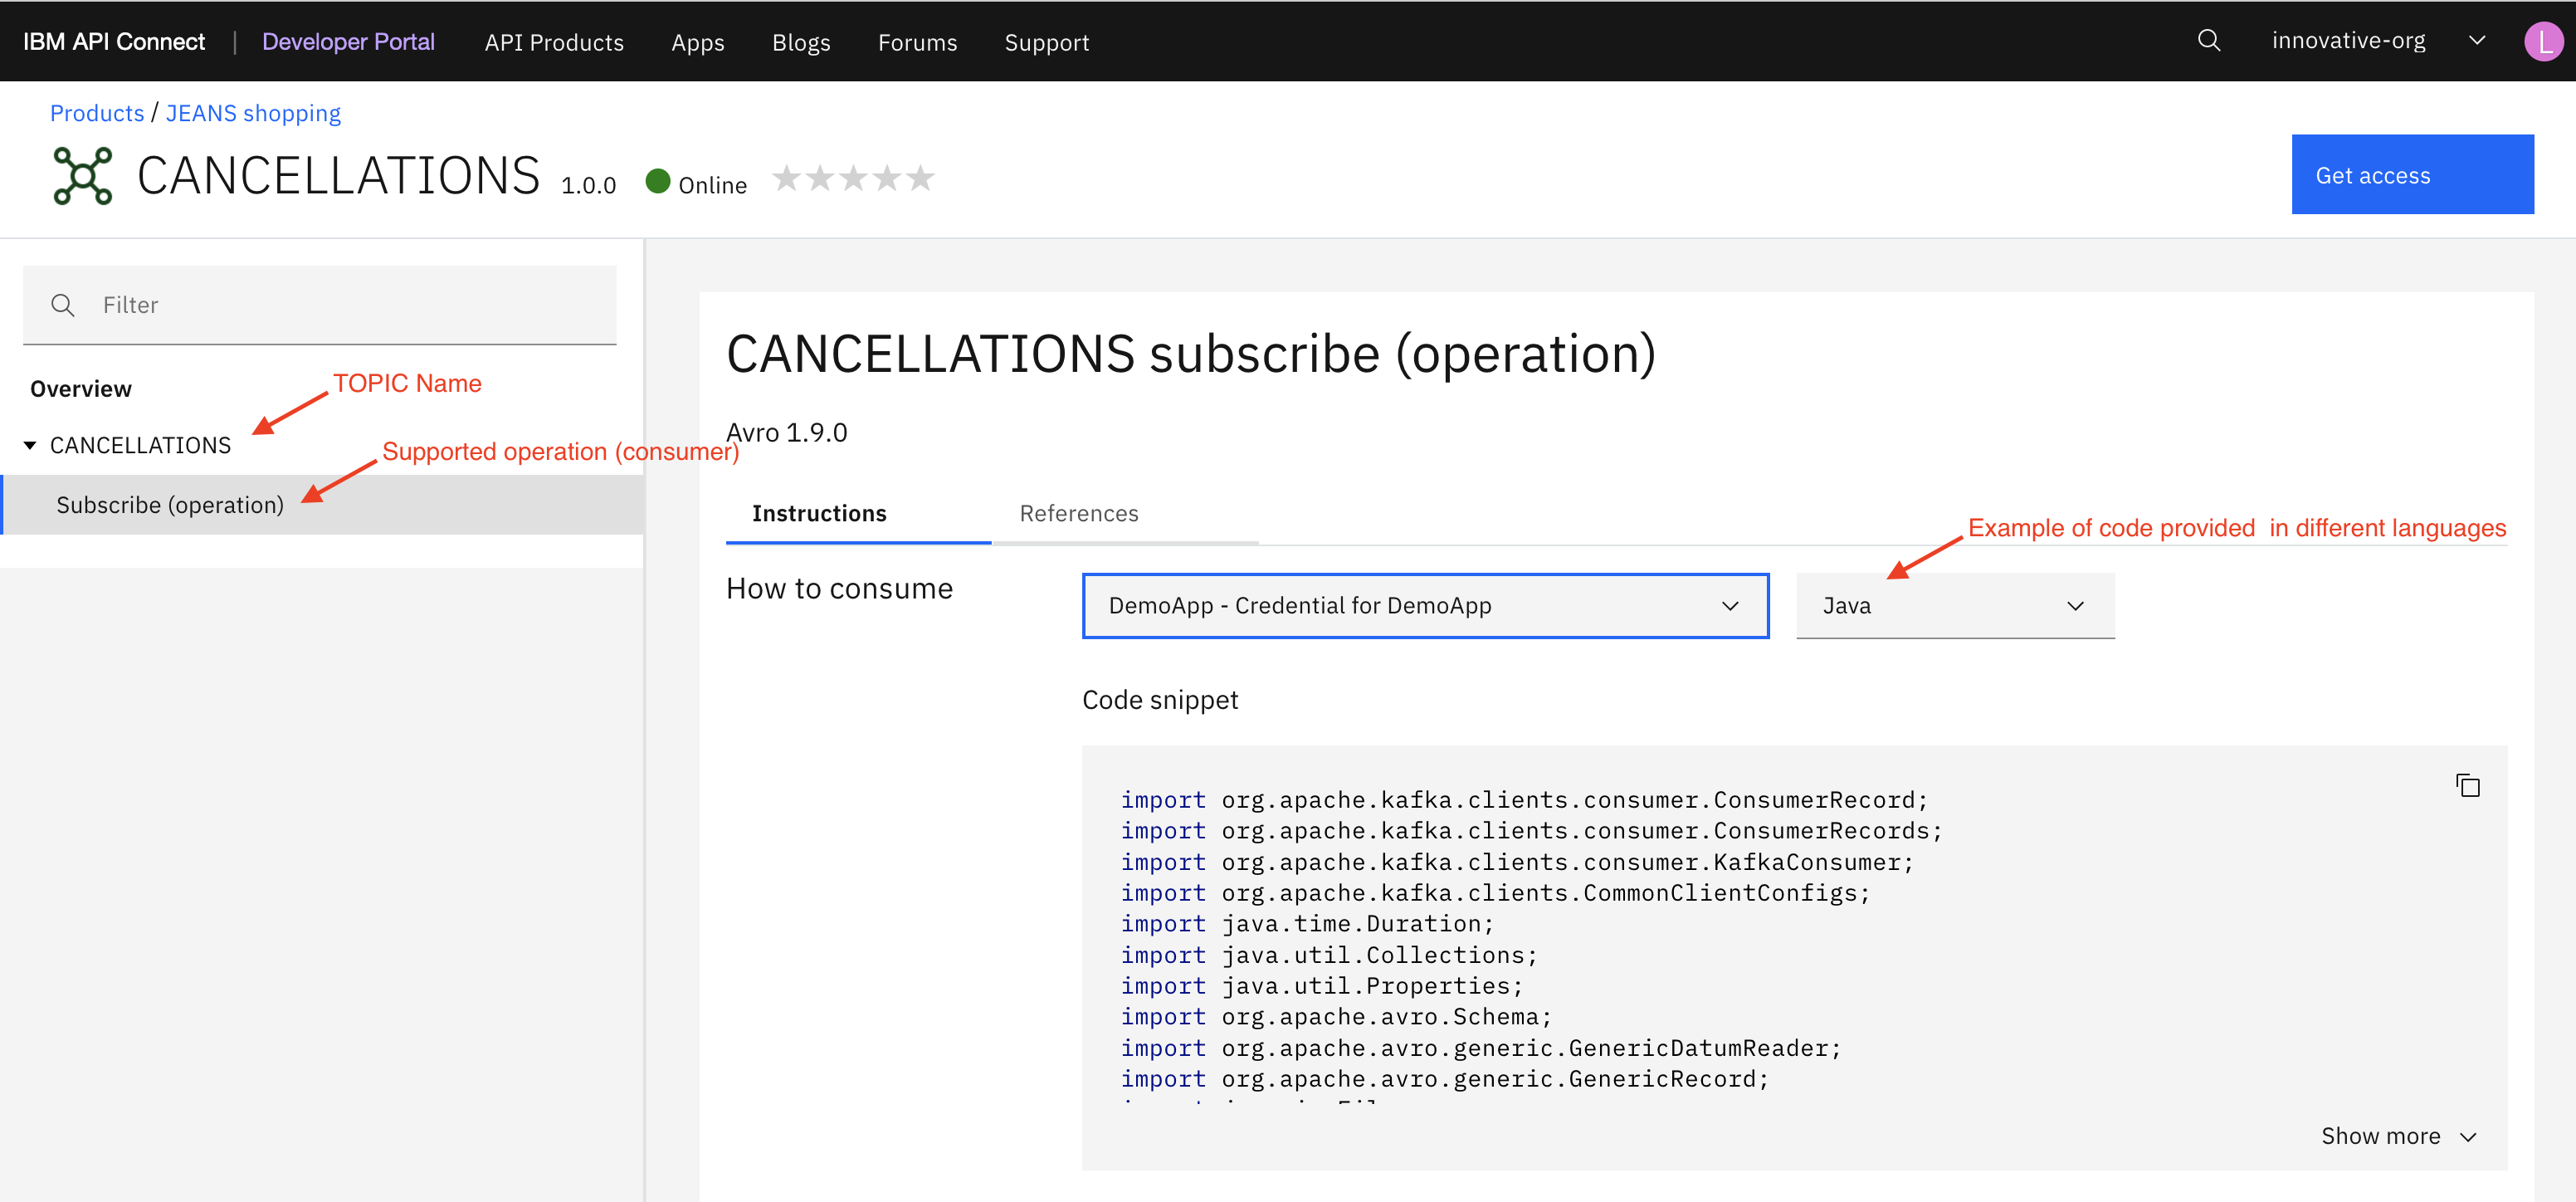 IBM API Connect | Developer Portal API Products Apps Blogs Forums Support innovative-org L
Products / JEANS shopping
CANCELLATIONS 1.0.0 Online
Get access
Filter
Overview
TOPIC Name
CANCELLATIONS
Supported operation (consumer)
Subscribe (operation)
CANCELLATIONS subscribe (operation)
Avro 1.9.0
Instructions References
Example of code provided in different languages
How to consume
DemoApp - Credential for DemoApp
Java
Code snippet
import org.apache.kafka.clients.consumer.ConsumerRecord;
import org.apache.kafka.clients.consumer.ConsumerRecords;
import org.apache.kafka.clients.consumer.KafkaConsumer;
import org.apache.kafka.clients.CommonClientConfigs;
import java.time.Duration;
import java.util.Collections;
import java.util.Properties;
import org.apache.avro.Schema;
import org.apache.avro.generic.GenericDatumReader;
import org.apache.avro.generic.GenericRecord;
Show more